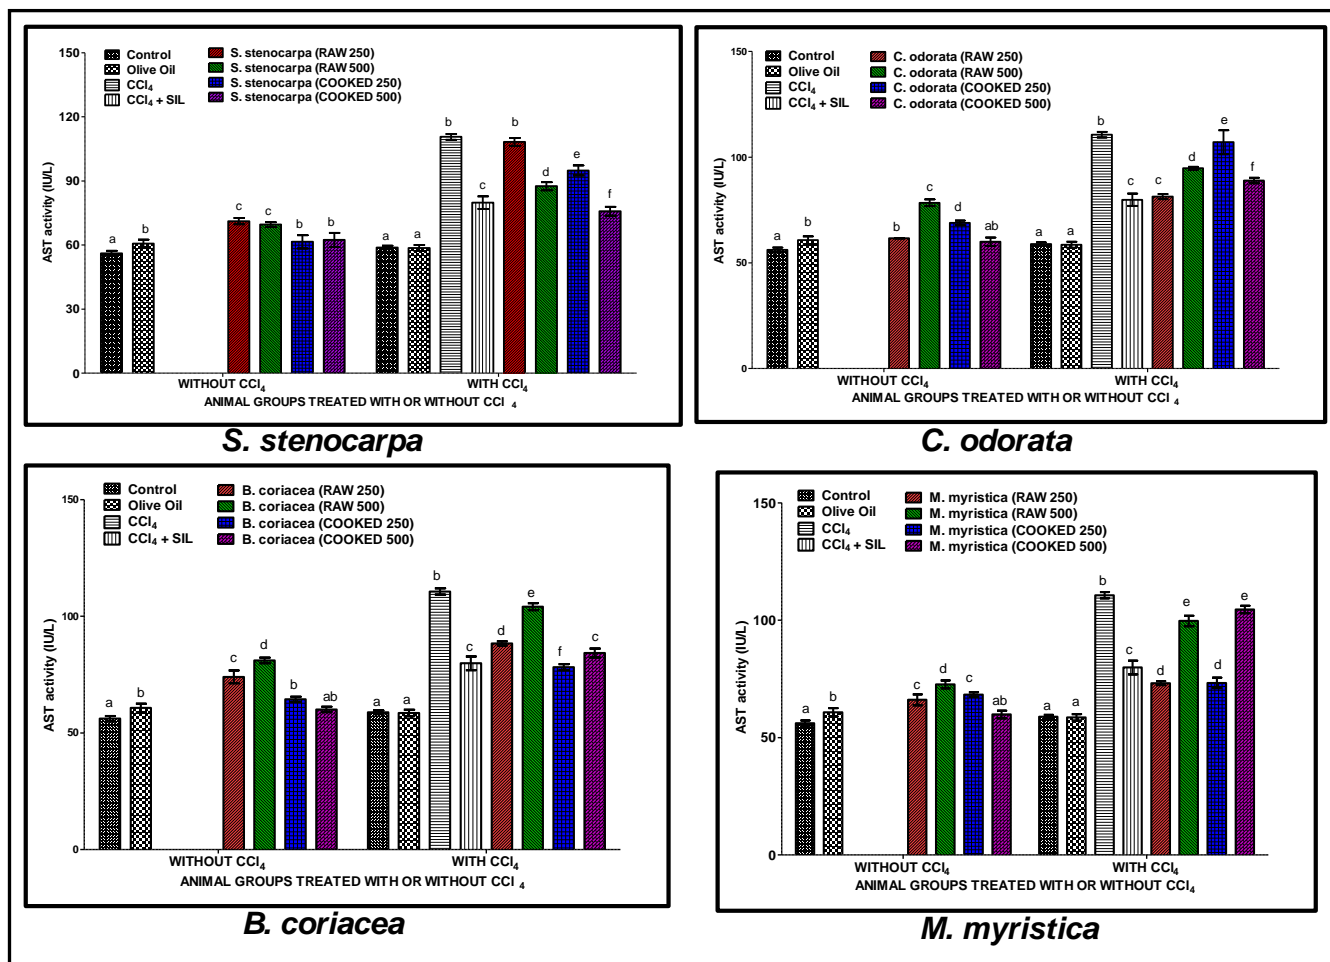 150
120
90
60
30
0
AST activity (IU/L)
Control
Olive Oil
CCl₄
CCl₄ + SIL
S. stenocarpa (RAW 250)
S. stenocarpa (RAW 500)
S. stenocarpa (COOKED 250)
S. stenocarpa (COOKED 500)
a b c c b b a a b c b d e f
WITHOUT CCl₄ WITH CCl₄
ANIMAL GROUPS TREATED WITH OR WITHOUT CCl ₄
S. stenocarpa
150
100
50
0
AST activity (IU/L)
Control
Olive Oil
CCl₄
CCl₄ + SIL
C. odorata (RAW 250)
C. odorata (RAW 500)
C. odorata (COOKED 250)
C. odorata (COOKED 500)
a b b c d ab a a b c c d e f
WITHOUT CCl₄ WITH CCl₄
ANIMAL GROUPS TREATED WITH OR WITHOUT CCl ₄
C. odorata
150
100
50
0
AST activity (IU/L)
Control
Olive Oil
CCl₄
CCl₄ + SIL
B. coriacea (RAW 250)
B. coriacea (RAW 500)
B. coriacea (COOKED 250)
B. coriacea (COOKED 500)
a b c d b ab a a b c d e f c
WITHOUT CCl₄ WITH CCl₄
ANIMAL GROUPS TREATED WITH OR WITHOUT CCl₄
B. coriacea
150
100
50
0
AST activity (IU/L)
Control
Olive Oil
CCl₄
CCl₄ + SIL
M. myristica (RAW 250)
M. myristica (RAW 500)
M. myristica (COOKED 250)
M. myristica (COOKED 500)
a b c d c ab a a b c d e d e
WITHOUT CCl₄ WITH CCl₄
ANIMAL GROUPS TREATED WITH OR WITHOUT CCl₄
M. myristica